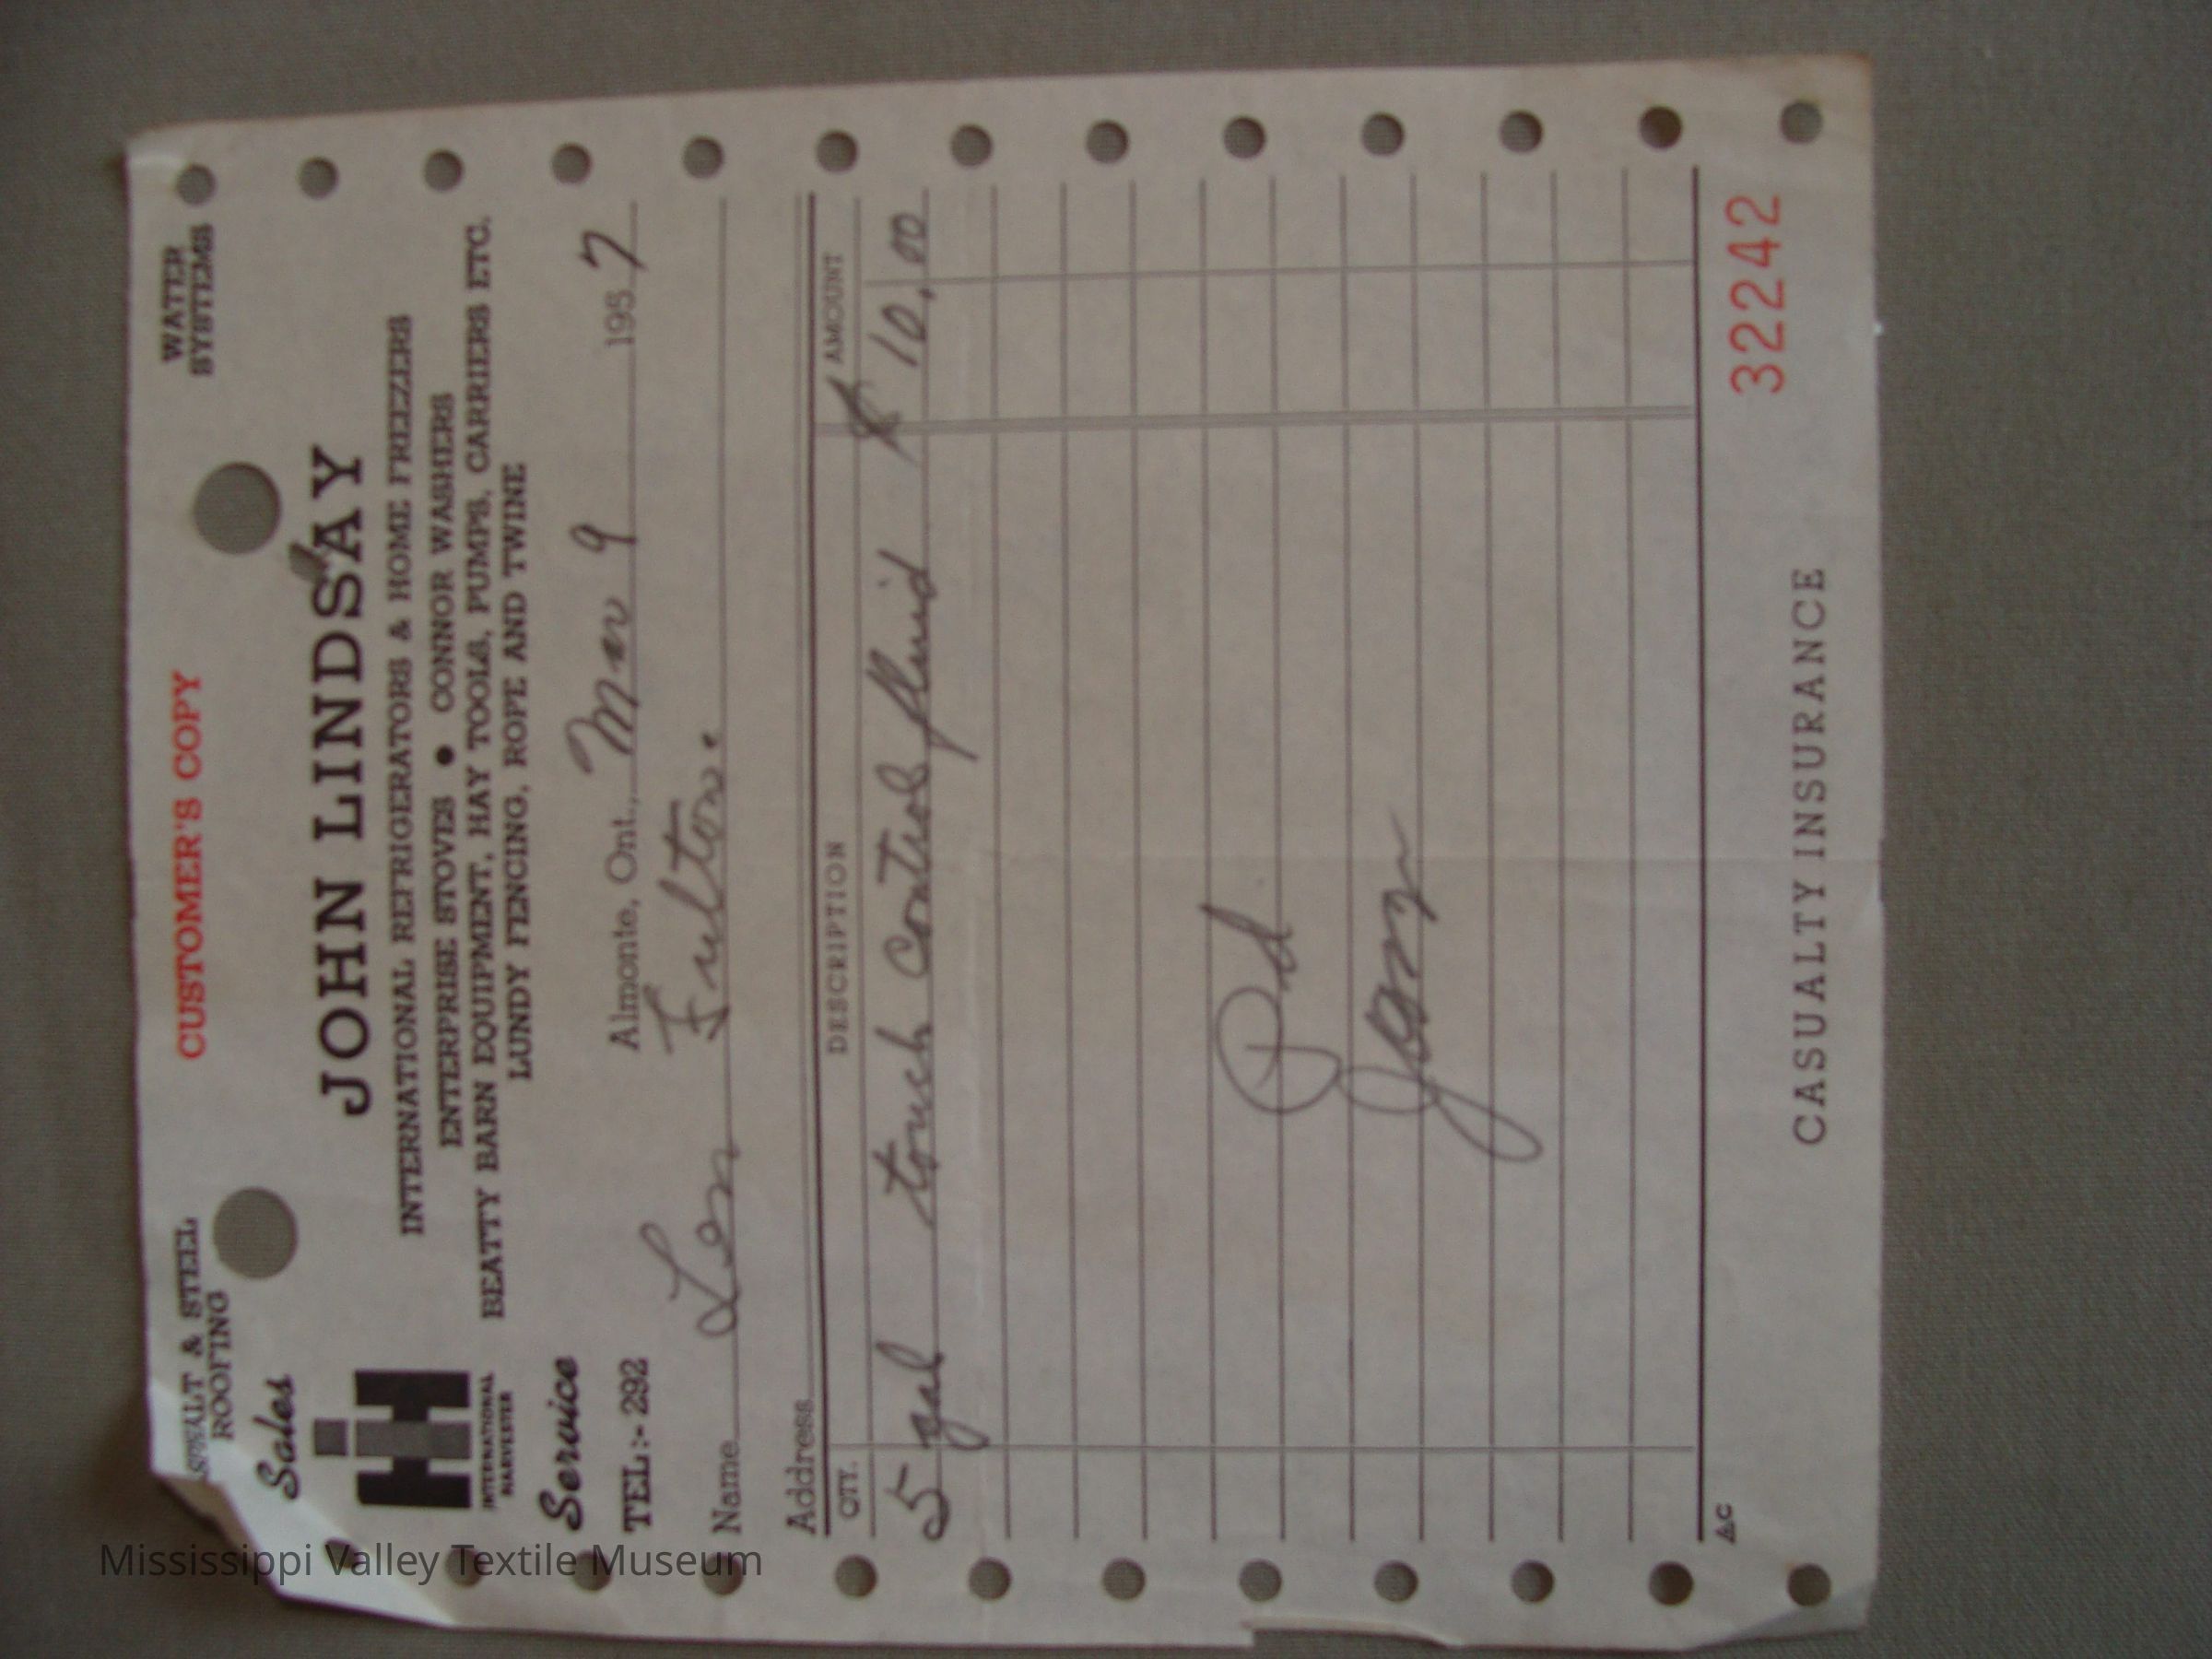 CUSTOMER'S COPY
ASPHALT & STEEL
ROOFING
WATER
SYSTEMS
Sales
JOHN LINDSAY
INTERNATIONAL REFRIGERATORS & HOME FREEZERS
ENTERPRISE STOVES ● CONNOR WASHERS
BEATTY BARN EQUIPMENT, HAY TOOLS, PUMPS, CARRIERS ETC.
LUNDY FENCING, ROPE AND TWINE
IH
INTERNATIONAL
HARVESTER
Service
TEL:- 292
Almonte, Ont., Mar 9 1957
Name Len Fulton.
Address
QTY. DESCRIPTION AMOUNT
5 gal touch control fluid $ 10.00
Pd
32242
CASUALTY INSURANCE
Mississippi Valley Textile Museum